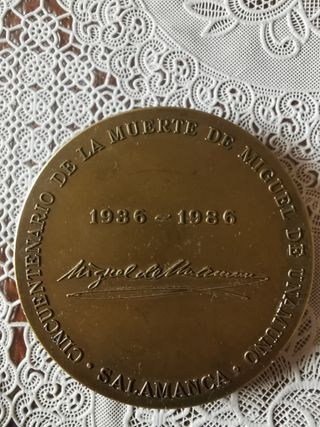 · CINCUENTENARIO DE LA MUERTE DE MIGUEL DE UNAMUNO ·
SALAMANCA
1936 ~ 1986
Miguel de Unamuno